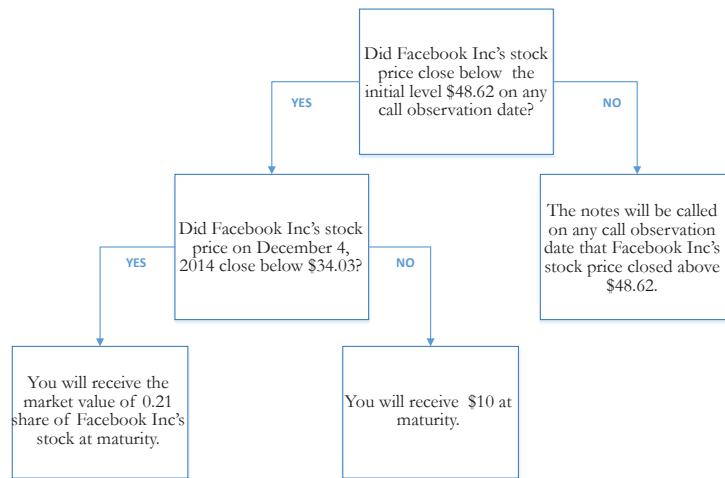 Did Facebook Inc's stock
price close below the
initial level $48.62 on any
call observation date?
YES
NO
Did Facebook Inc's stock
price on December 4,
2014 close below $34.03?
The notes will be called
on any call observation
date that Facebook Inc's
stock price closed above
$48.62.
YES
NO
You will receive the
market value of 0.21
share of Facebook Inc's
stock at maturity.
You will receive $10 at
maturity.